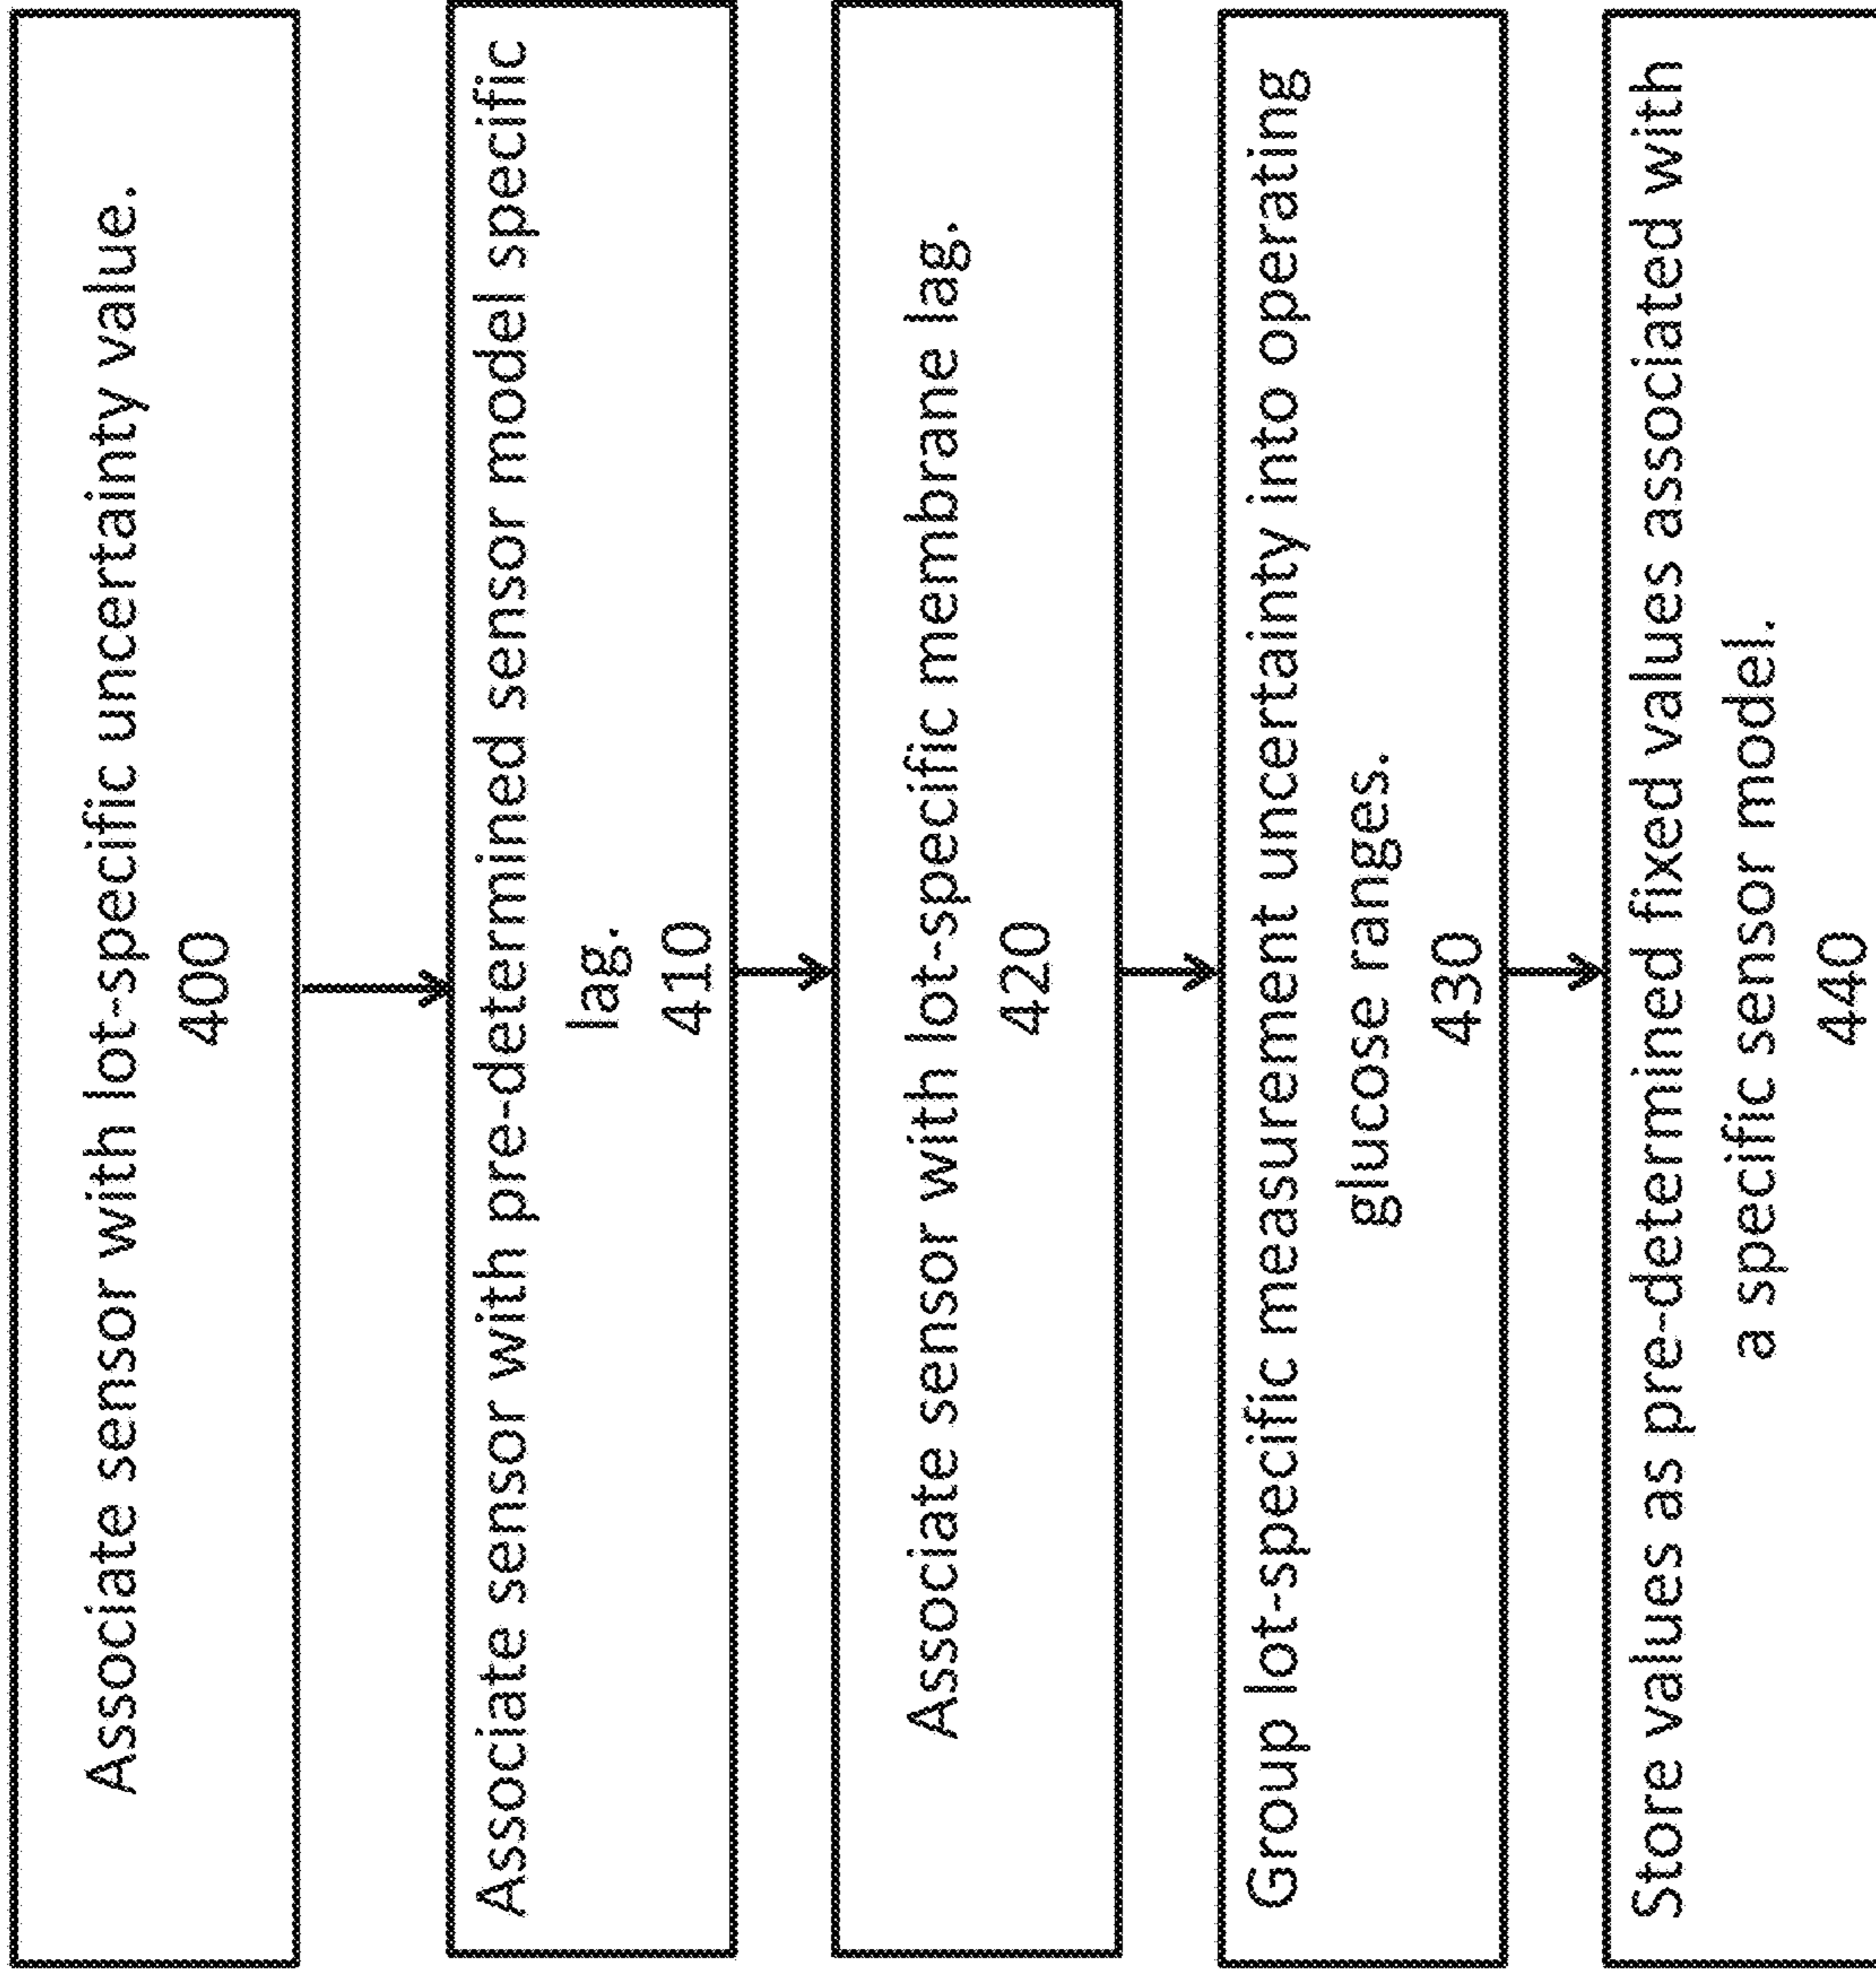 Associate sensor with lot-specific uncertainty value.
400
Associate sensor with pre-determined sensor model specific
lag.
410
Associate sensor with lot-specific membrane lag.
420
Group lot-specific measurement uncertainty into operating
glucose ranges.
430
Store values as pre-determined fixed values associated with
a specific sensor model.
440